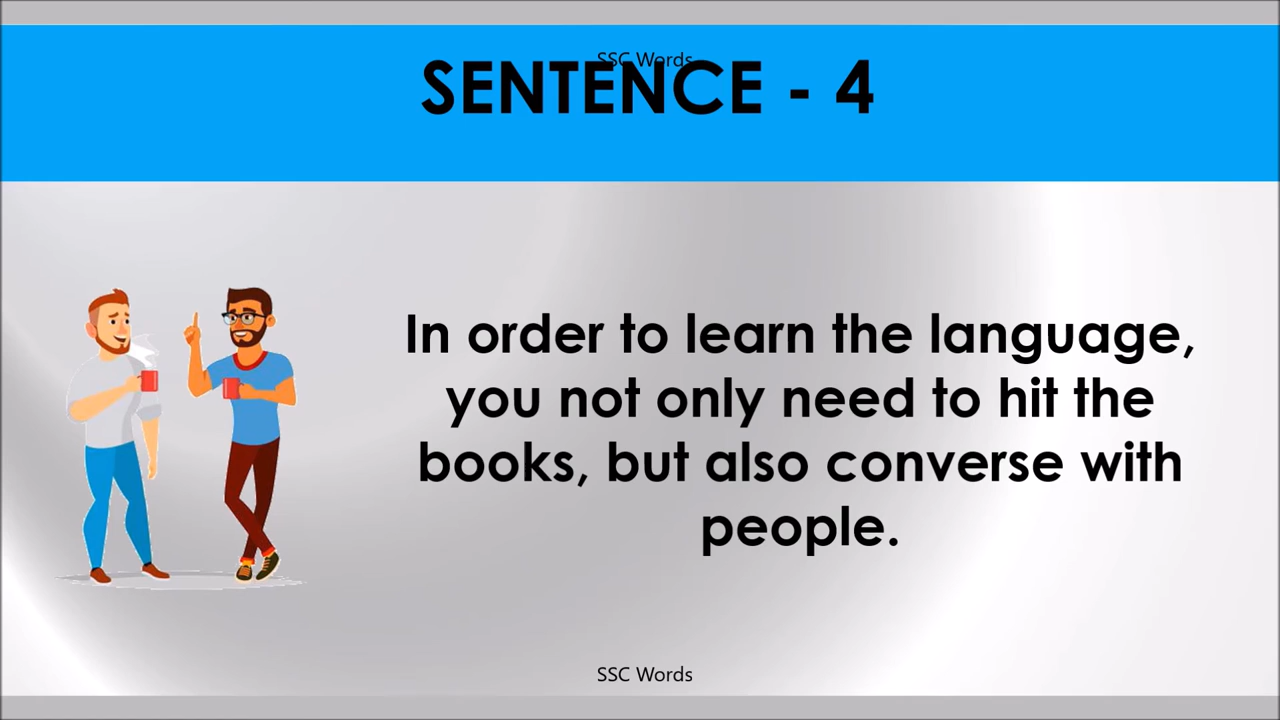 SSC Words
SENTENCE - 4
In order to learn the language,
you not only need to hit the
books, but also converse with
people.
SSC Words